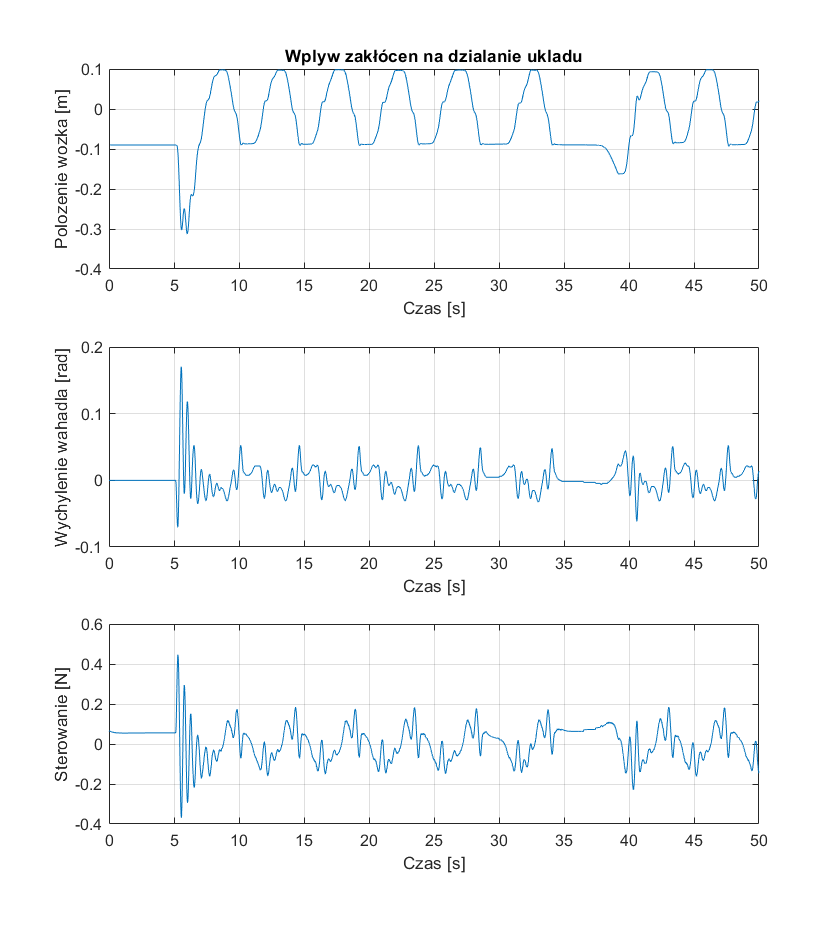 Wplyw zakłócen na dzialanie ukladu
Polozenie wozka [m]
0.1
0
-0.1
-0.2
-0.3
-0.4
0 5 10 15 20 25 30 35 40 45 50
Czas [s]
Wychylenie wahadla [rad]
0.2
0.1
0
-0.1
0 5 10 15 20 25 30 35 40 45 50
Czas [s]
Sterowanie [N]
0.6
0.4
0.2
0
-0.2
-0.4
0 5 10 15 20 25 30 35 40 45 50
Czas [s]